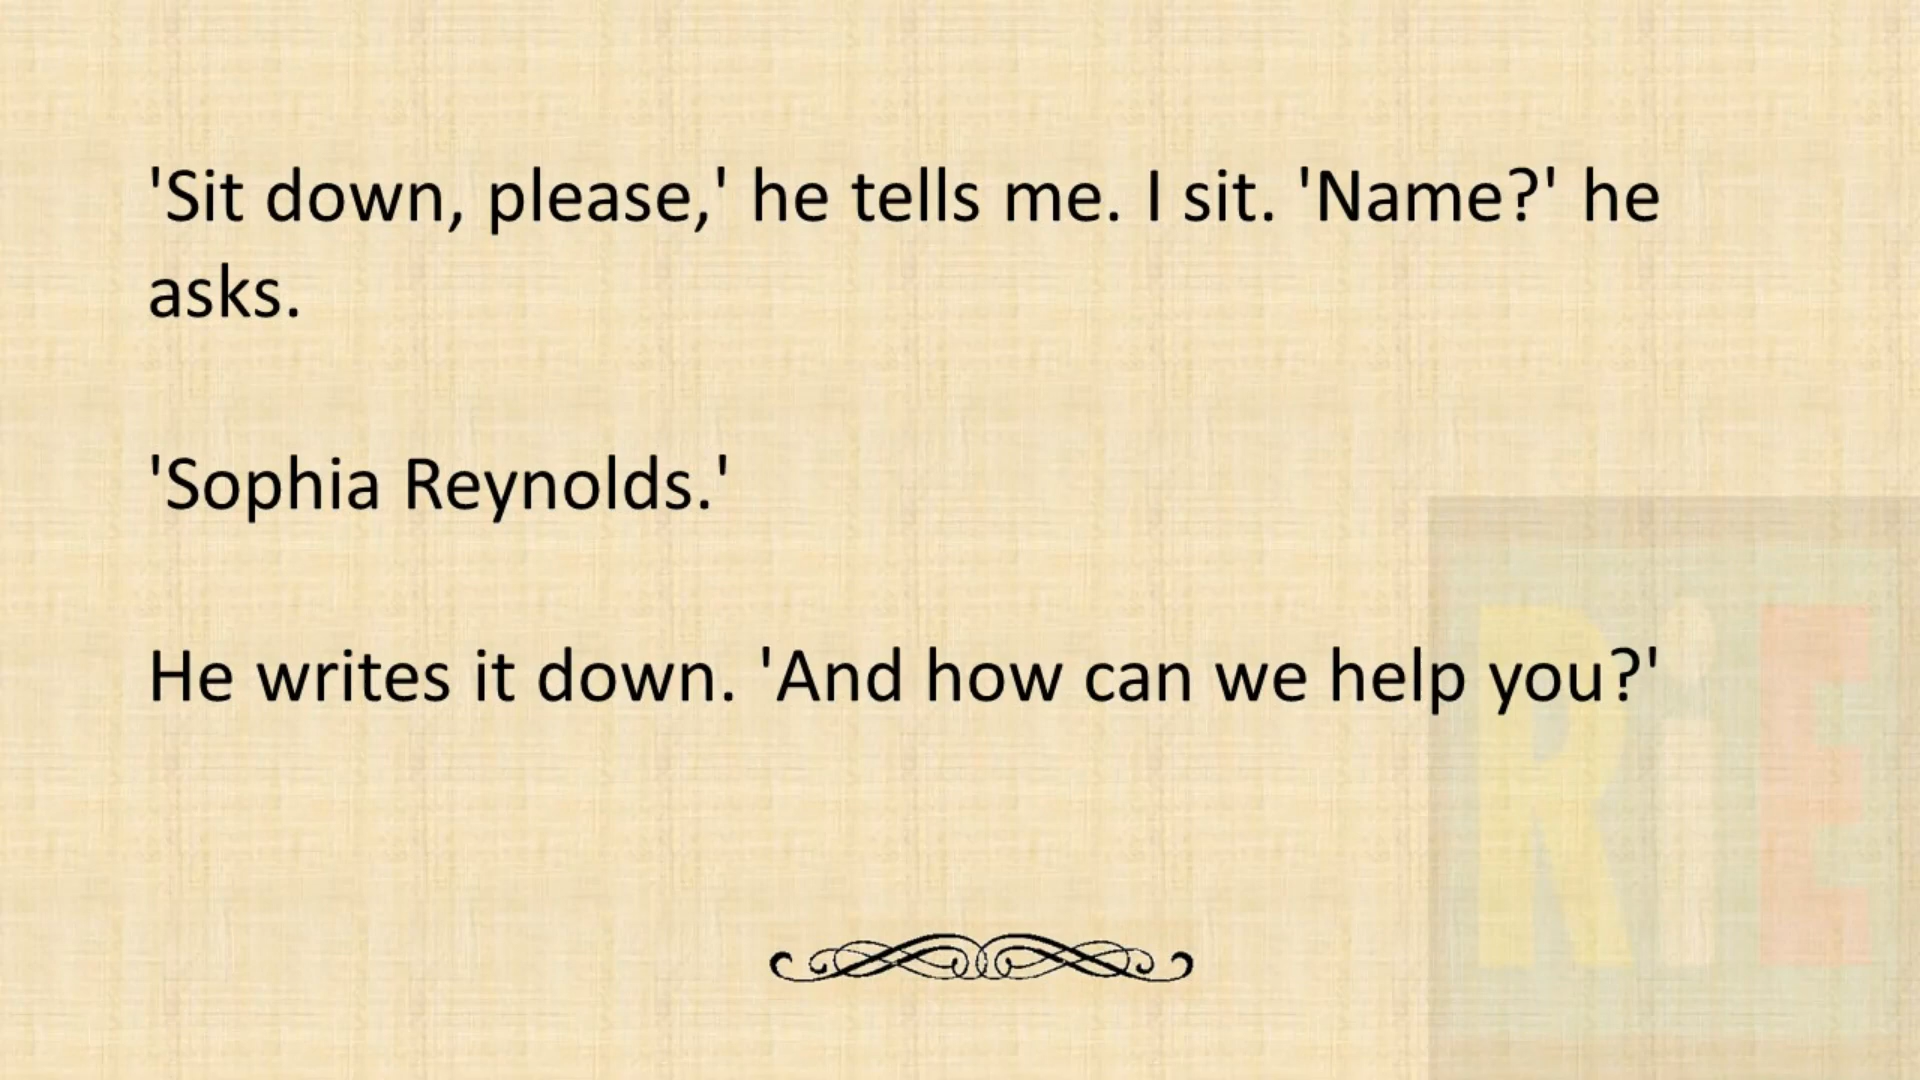 'Sit down, please,' he tells me. I sit. 'Name?' he
asks.
'Sophia Reynolds.'
He writes it down. 'And how can we help you?'
RiE